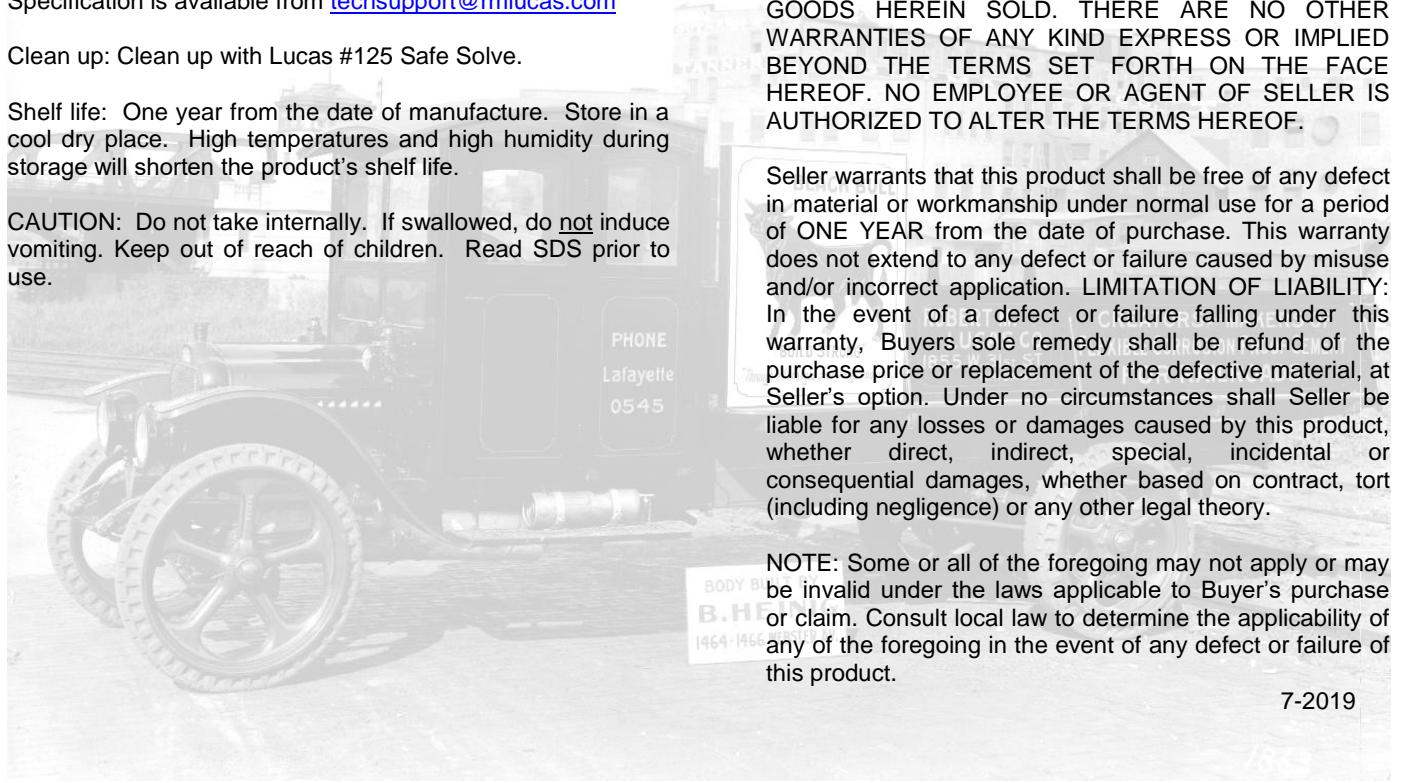 Specification is available from techsupport@rmlucas.com
Clean up: Clean up with Lucas #125 Safe Solve.
Shelf life: One year from the date of manufacture. Store in a
cool dry place. High temperatures and high humidity during
storage will shorten the product's shelf life.
CAUTION: Do not take internally. If swallowed, do not induce
vomiting. Keep out of reach of children. Read SDS prior to
use.
GOODS HEREIN SOLD. THERE ARE NO OTHER
WARRANTIES OF ANY KIND EXPRESS OR IMPLIED
BEYOND THE TERMS SET FORTH ON THE FACE
HEREOF. NO EMPLOYEE OR AGENT OF SELLER IS
AUTHORIZED TO ALTER THE TERMS HEREOF.
Seller warrants that this product shall be free of any defect
in material or workmanship under normal use for a period
of ONE YEAR from the date of purchase. This warranty
does not extend to any defect or failure caused by misuse
and/or incorrect application. LIMITATION OF LIABILITY:
In the event of a defect or failure falling under this
warranty, Buyers sole remedy shall be refund of the
purchase price or replacement of the defective material, at
Seller's option. Under no circumstances shall Seller be
liable for any losses or damages caused by this product,
whether direct, indirect, special, incidental or
consequential damages, whether based on contract, tort
(including negligence) or any other legal theory.
NOTE: Some or all of the foregoing may not apply or may
be invalid under the laws applicable to Buyer's purchase
or claim. Consult local law to determine the applicability of
any of the foregoing in the event of any defect or failure of
this product.
7-2019
PHONE
Lafayette
0545
BODY BUILT BY
B.HEINIG
1464-1466 WEBSTER AV
1855 W 31st ST